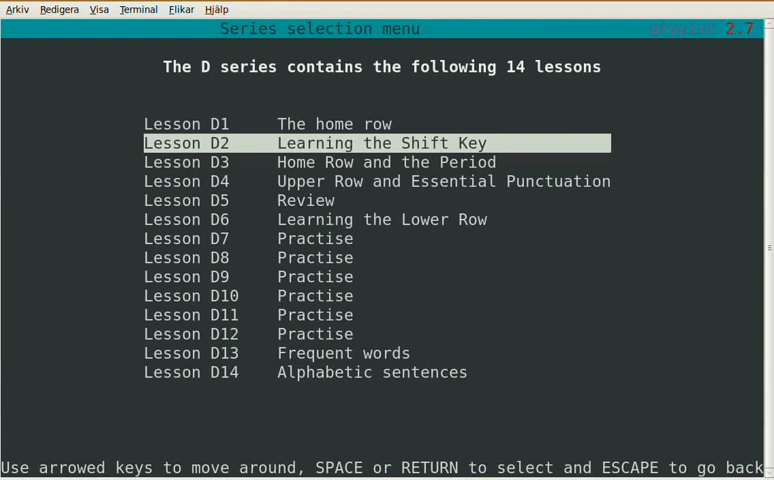 Arkiv Redigera Visa Terminal Flikar Hjälp
Series selection menu gtypist 2.7
The D series contains the following 14 lessons
Lesson D1 The home row
Lesson D2 Learning the Shift Key
Lesson D3 Home Row and the Period
Lesson D4 Upper Row and Essential Punctuation
Lesson D5 Review
Lesson D6 Learning the Lower Row
Lesson D7 Practise
Lesson D8 Practise
Lesson D9 Practise
Lesson D10 Practise
Lesson D11 Practise
Lesson D12 Practise
Lesson D13 Frequent words
Lesson D14 Alphabetic sentences
Use arrowed keys to move around, SPACE or RETURN to select and ESCAPE to go back